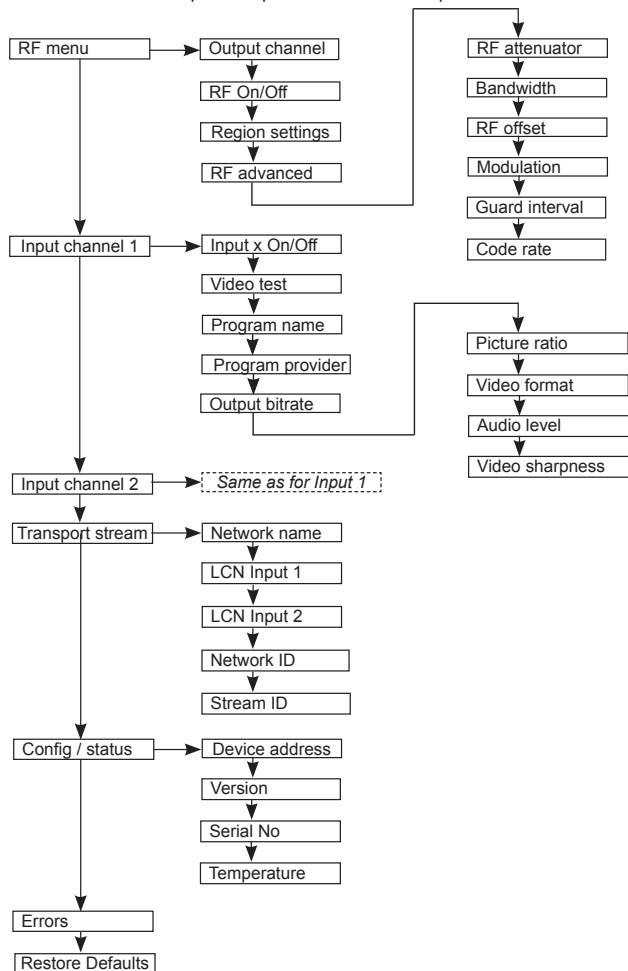 RF menu
Output channel
RF On/Off
Region settings
RF advanced
RF attenuator
Bandwidth
RF offset
Modulation
Guard interval
Code rate
Input channel 1
Input x On/Off
Video test
Program name
Program provider
Output bitrate
Picture ratio
Video format
Audio level
Video sharpness
Input channel 2
Same as for Input 1
Transport stream
Network name
LCN Input 1
LCN Input 2
Network ID
Stream ID
Config / status
Device address
Version
Serial No
Temperature
Errors
Restore Defaults